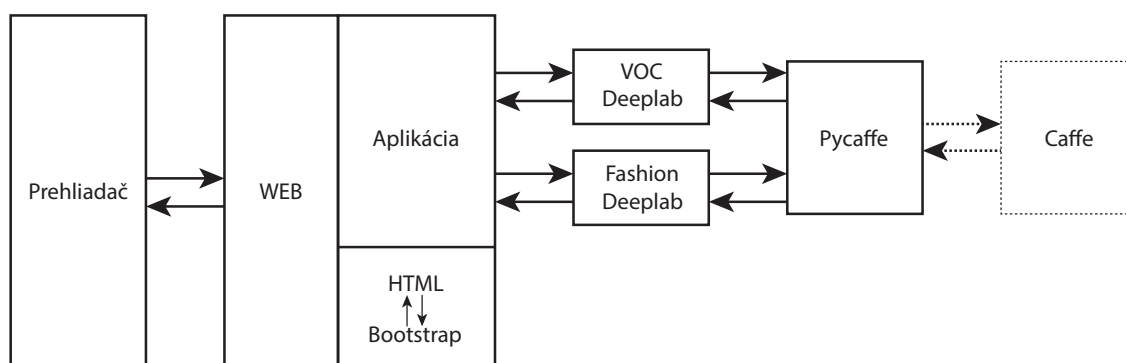 Prehliadač
WEB
Aplikácia
HTML
Bootstrap
VOC
Deeplab
Fashion
Deeplab
Pycaffe
Caffe